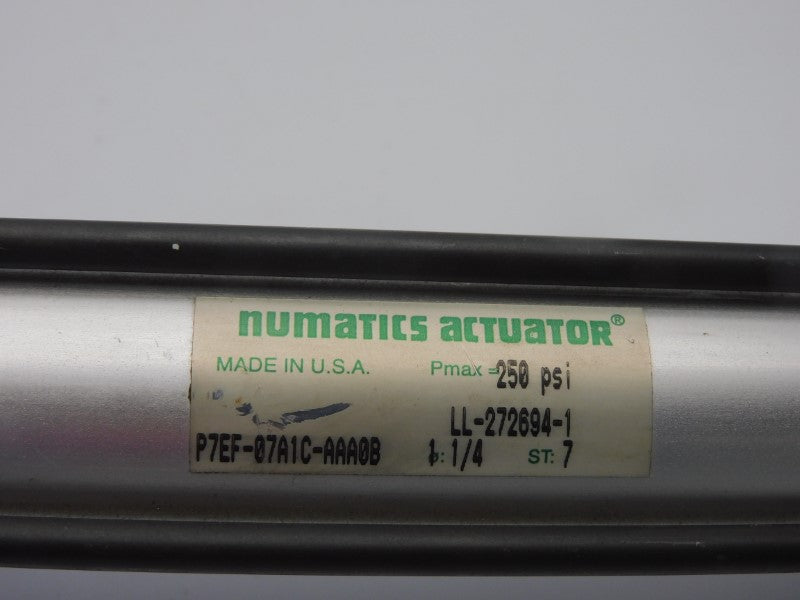 numatics actuator®
MADE IN U.S.A. Pmax = 250 psi
LL-272694-1
P7EF-07A1C-AAA0B : 1/4 ST: 7